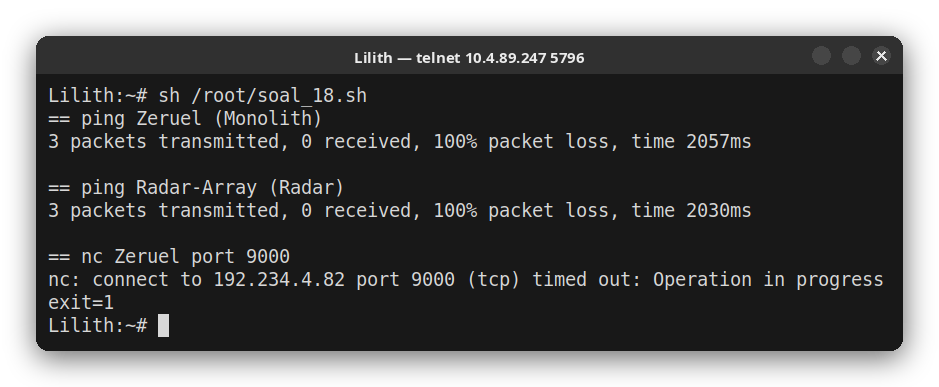 Lilith — telnet 10.4.89.247 5796
Lilith:~# sh /root/soal_18.sh
== ping Zeruel (Monolith)
3 packets transmitted, 0 received, 100% packet loss, time 2057ms
== ping Radar-Array (Radar)
3 packets transmitted, 0 received, 100% packet loss, time 2030ms
== nc Zeruel port 9000
nc: connect to 192.234.4.82 port 9000 (tcp) timed out: Operation in progress
exit=1
Lilith:~#